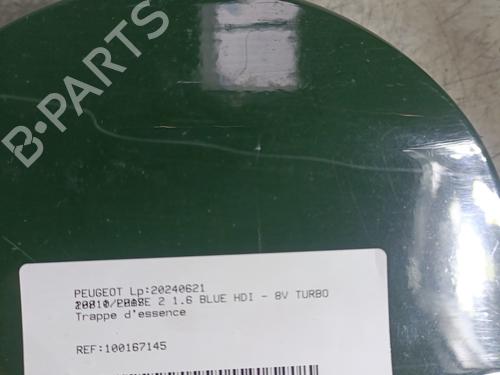 B-PARTS
PEUGEOT Lp:20240621
2 1.6 BLUE HDI - 8V TURBO
Trappe d'essence
REF:100167145